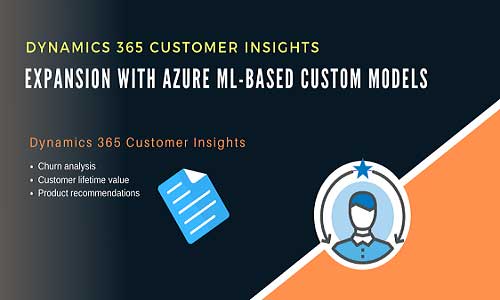 DYNAMICS 365 CUSTOMER INSIGHTS
EXPANSION WITH AZURE ML-BASED CUSTOM MODELS
Dynamics 365 Customer Insights
• Churn analysis
• Customer lifetime value
• Product recommendations